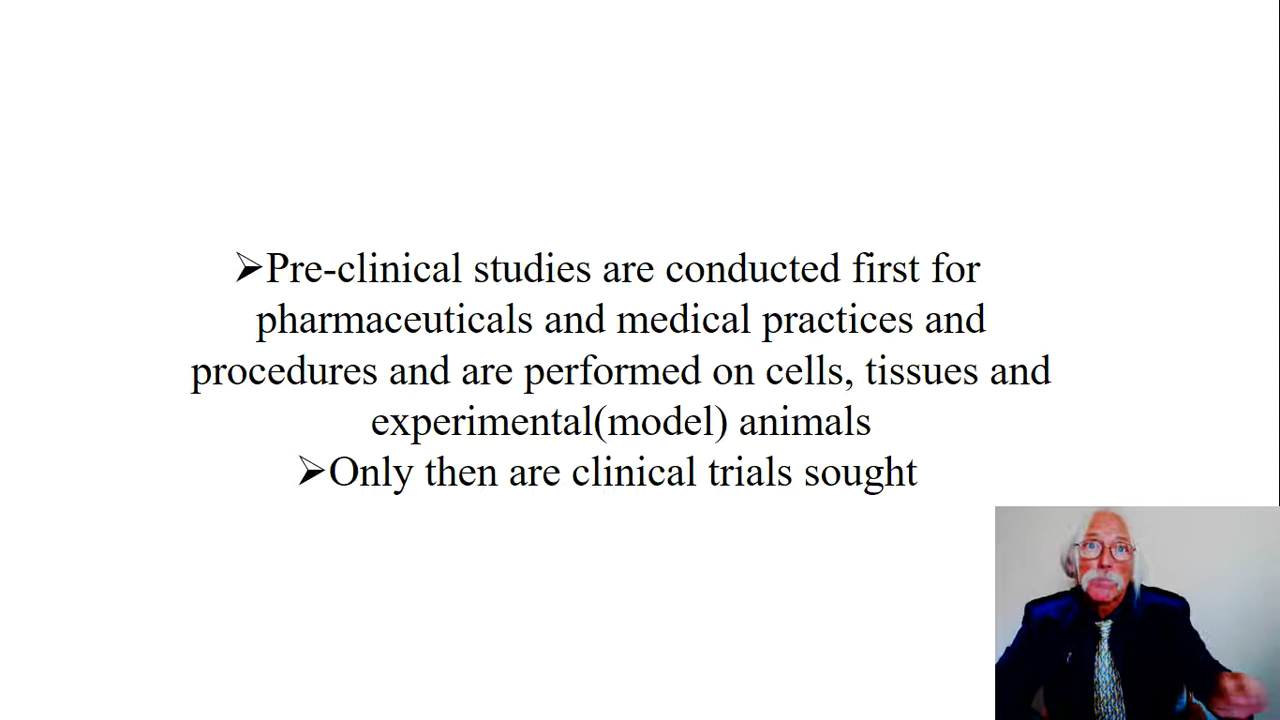 ➢Pre-clinical studies are conducted first for
pharmaceuticals and medical practices and
procedures and are performed on cells, tissues and
experimental(model) animals
➢Only then are clinical trials sought